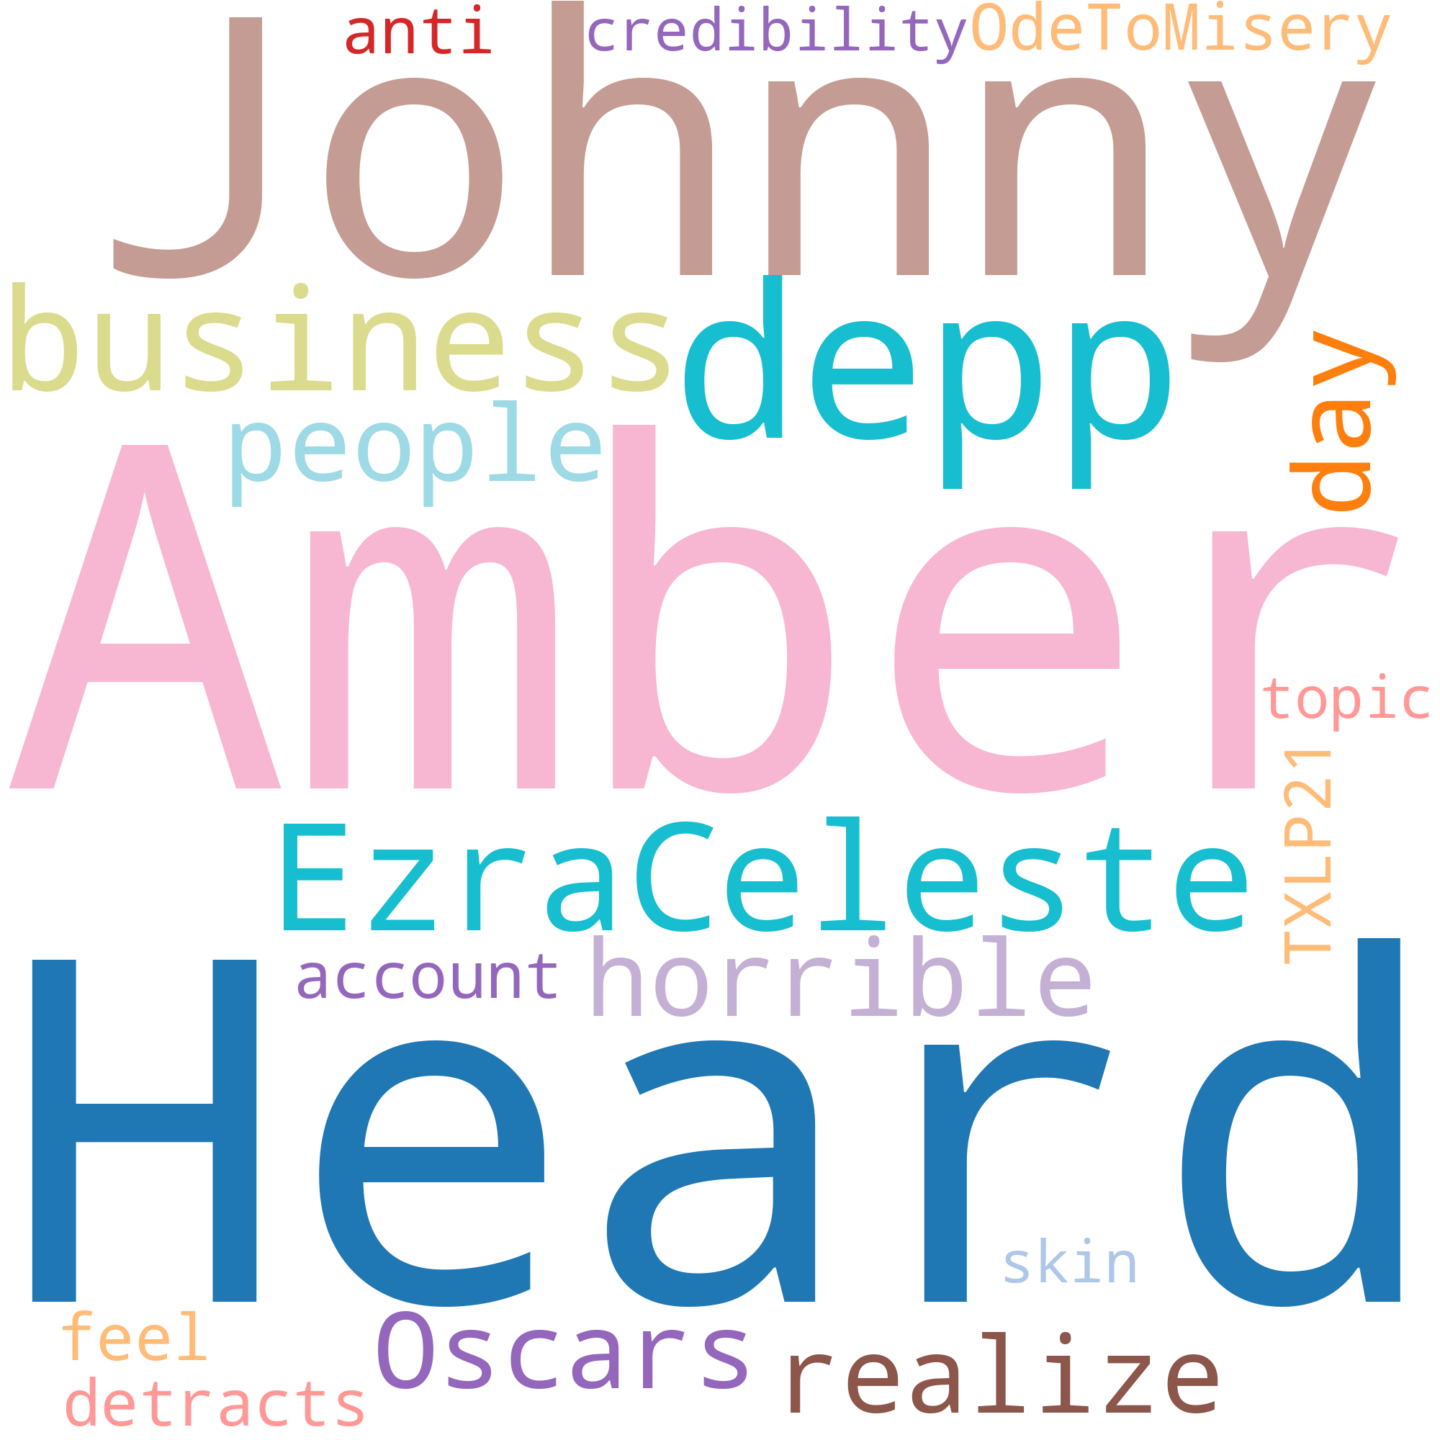 anti credibility OdeToMisery
Johnny
business depp day
people
Amber
topic
TXLP21
EzraCeleste
account horrible
Heard
skin
feel Oscars realize
detracts